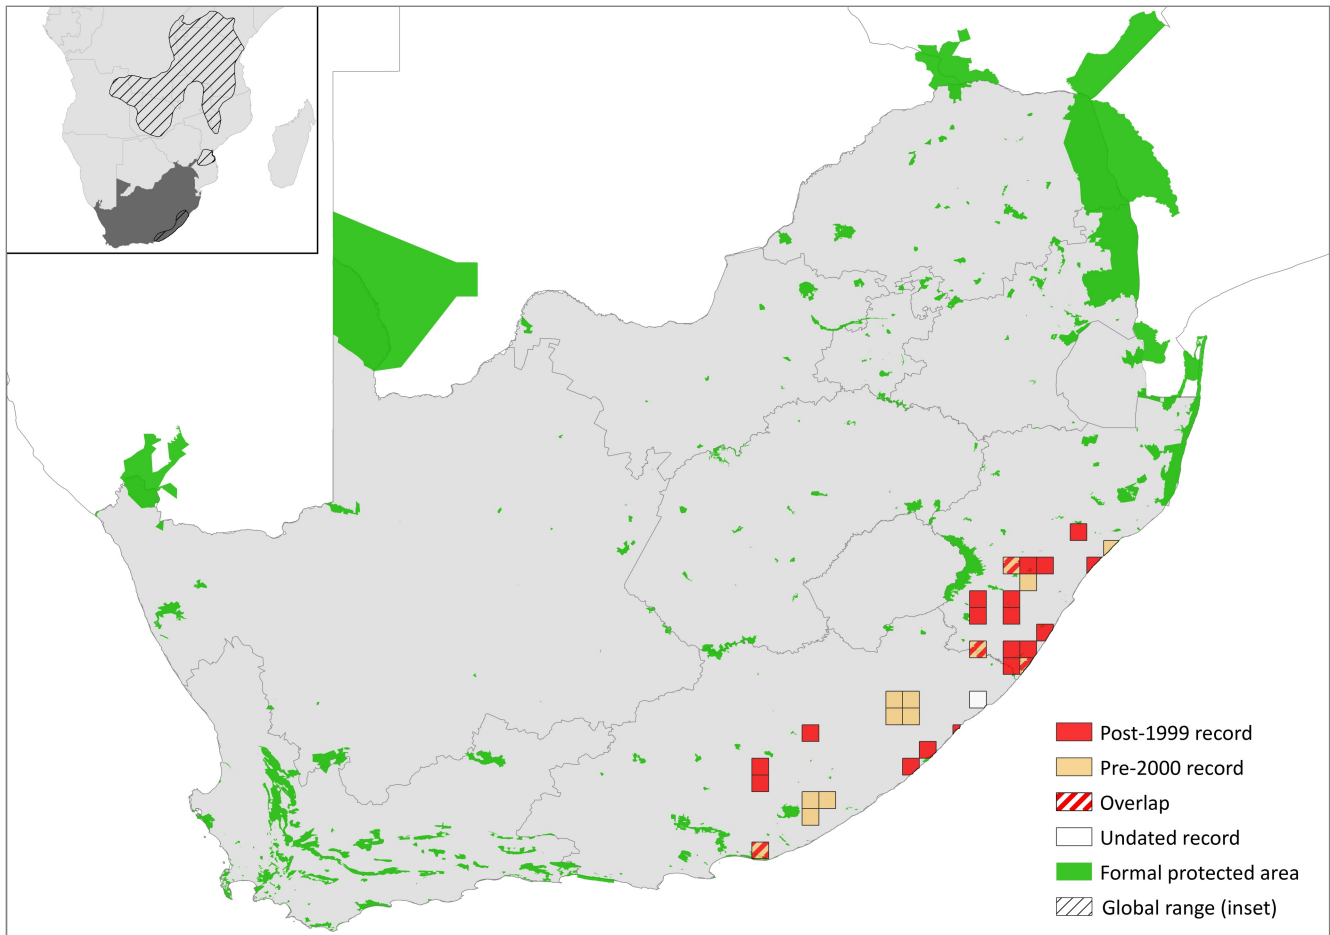 Post-1999 record
Pre-2000 record
Overlap
Undated record
Formal protected area
Global range (inset)